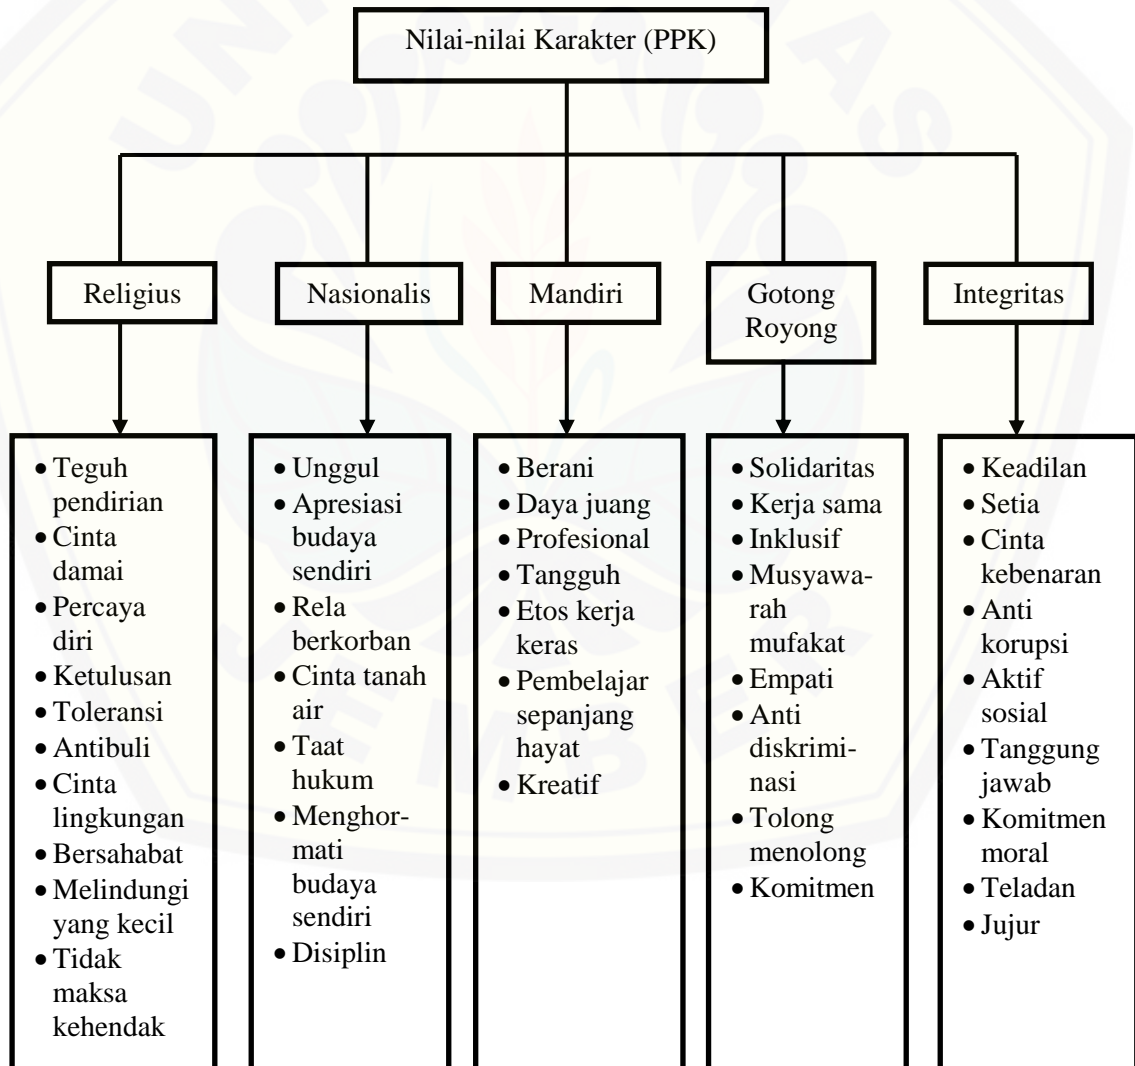 Nilai-nilai Karakter (PPK)
Religius
Nasionalis
Mandiri
Gotong
Royong
Integritas
• Teguh
pendirian
• Cinta
damai
• Percaya
diri
• Ketulusan
• Toleransi
• Antibuli
• Cinta
lingkungan
• Bersahabat
• Melindungi
yang kecil
• Tidak
maksa
kehendak
• Unggul
• Apresiasi
budaya
sendiri
• Rela
berkorban
• Cinta tanah
air
• Taat
hukum
• Menghor-
mati
budaya
sendiri
• Disiplin
• Berani
• Daya juang
• Profesional
• Tangguh
• Etos kerja
keras
• Pembelajar
sepanjang
hayat
• Kreatif
• Solidaritas
• Kerja sama
• Inklusif
• Musyawa-
rah
mufakat
• Empati
• Anti
diskrimi-
nasi
• Tolong
menolong
• Komitmen
• Keadilan
• Setia
• Cinta
kebenaran
• Anti
korupsi
• Aktif
sosial
• Tanggung
jawab
• Komitmen
moral
• Teladan
• Jujur
JEMBER